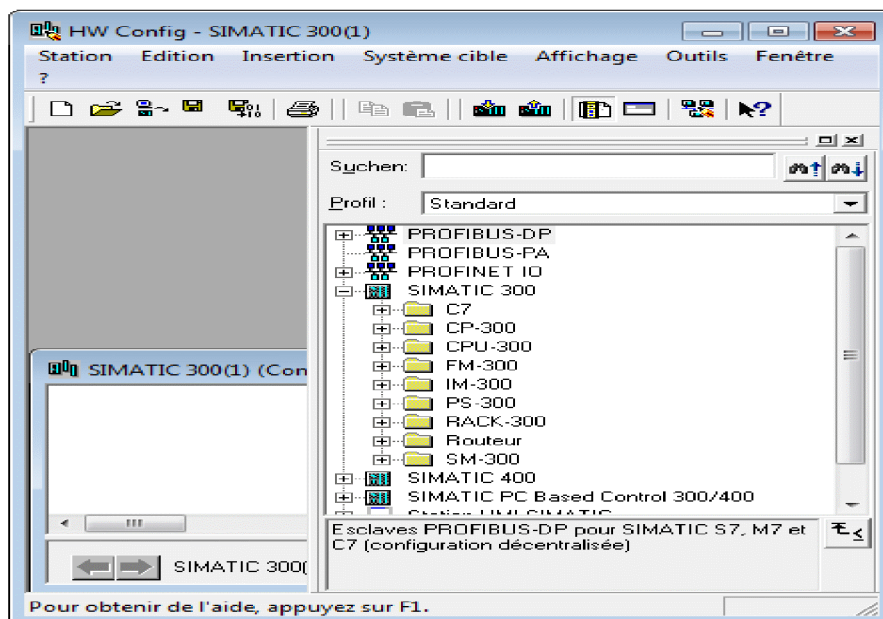 HW Config - SIMATIC 300(1)
Station Edition Insertion Système cible Affichage Outils Fenêtre
?
Suchen:
Profil : Standard
PROFIBUS-DP
PROFIBUS-PA
PROFINET IO
SIMATIC 300
C7
CP-300
CPU-300
FM-300
IM-300
PS-300
RACK-300
Routeur
SM-300
SIMATIC 400
SIMATIC PC Based Control 300/400
Station HMI SIMATIC
SIMATIC 300(1) (Con
SIMATIC 300(
Esclaves PROFIBUS-DP pour SIMATIC S7, M7 et
C7 (configuration décentralisée)
Pour obtenir de l'aide, appuyez sur F1.